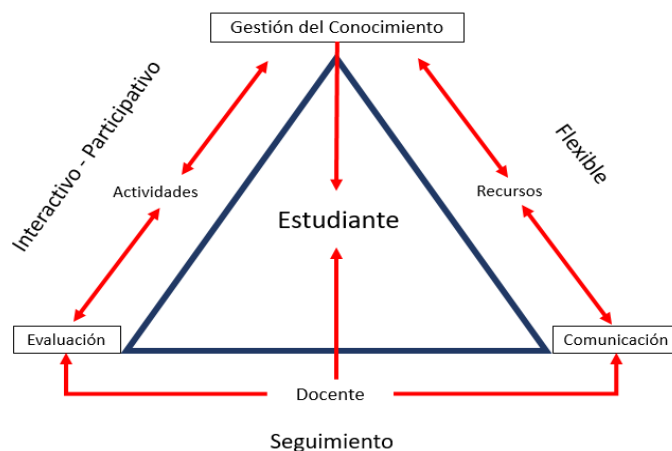 Gestión del Conocimiento
Interactivo - Participativo
Flexible
Actividades
Recursos
Estudiante
Evaluación
Comunicación
Docente
Seguimiento